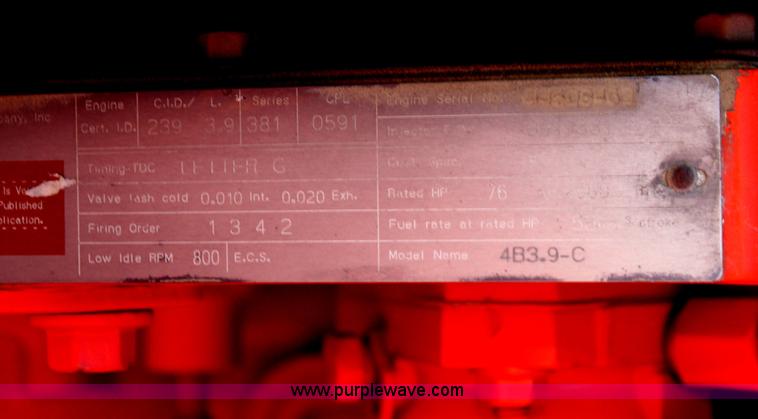 Engine C.I.D./ L. Series CPL
pany, Inc
Cert. I.D. 239 3.9 381 0591
Engine Serial No.
Timing-TDC LETTER G
Is
Published
Valve lash cold 0.010 Int. 0.020 Exh.
Rated HP 76
plication.
Firing Order 1 3 4 2
Fuel rate at rated HP stroke
Low Idle RPM 800 E.C.S.
Model Name 4B3.9-C
www.purplewave.com